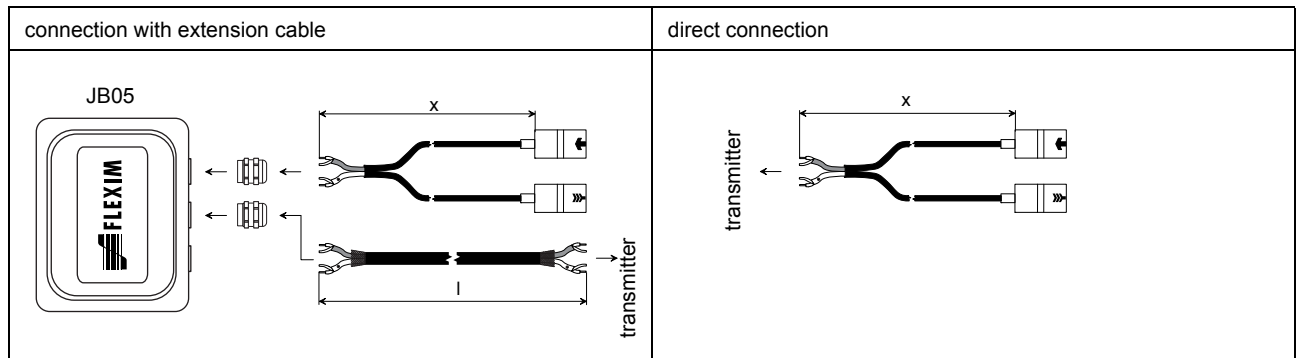 connection with extension cable
direct connection
JB05
FLEXIM
x
l
transmitter
x
transmitter